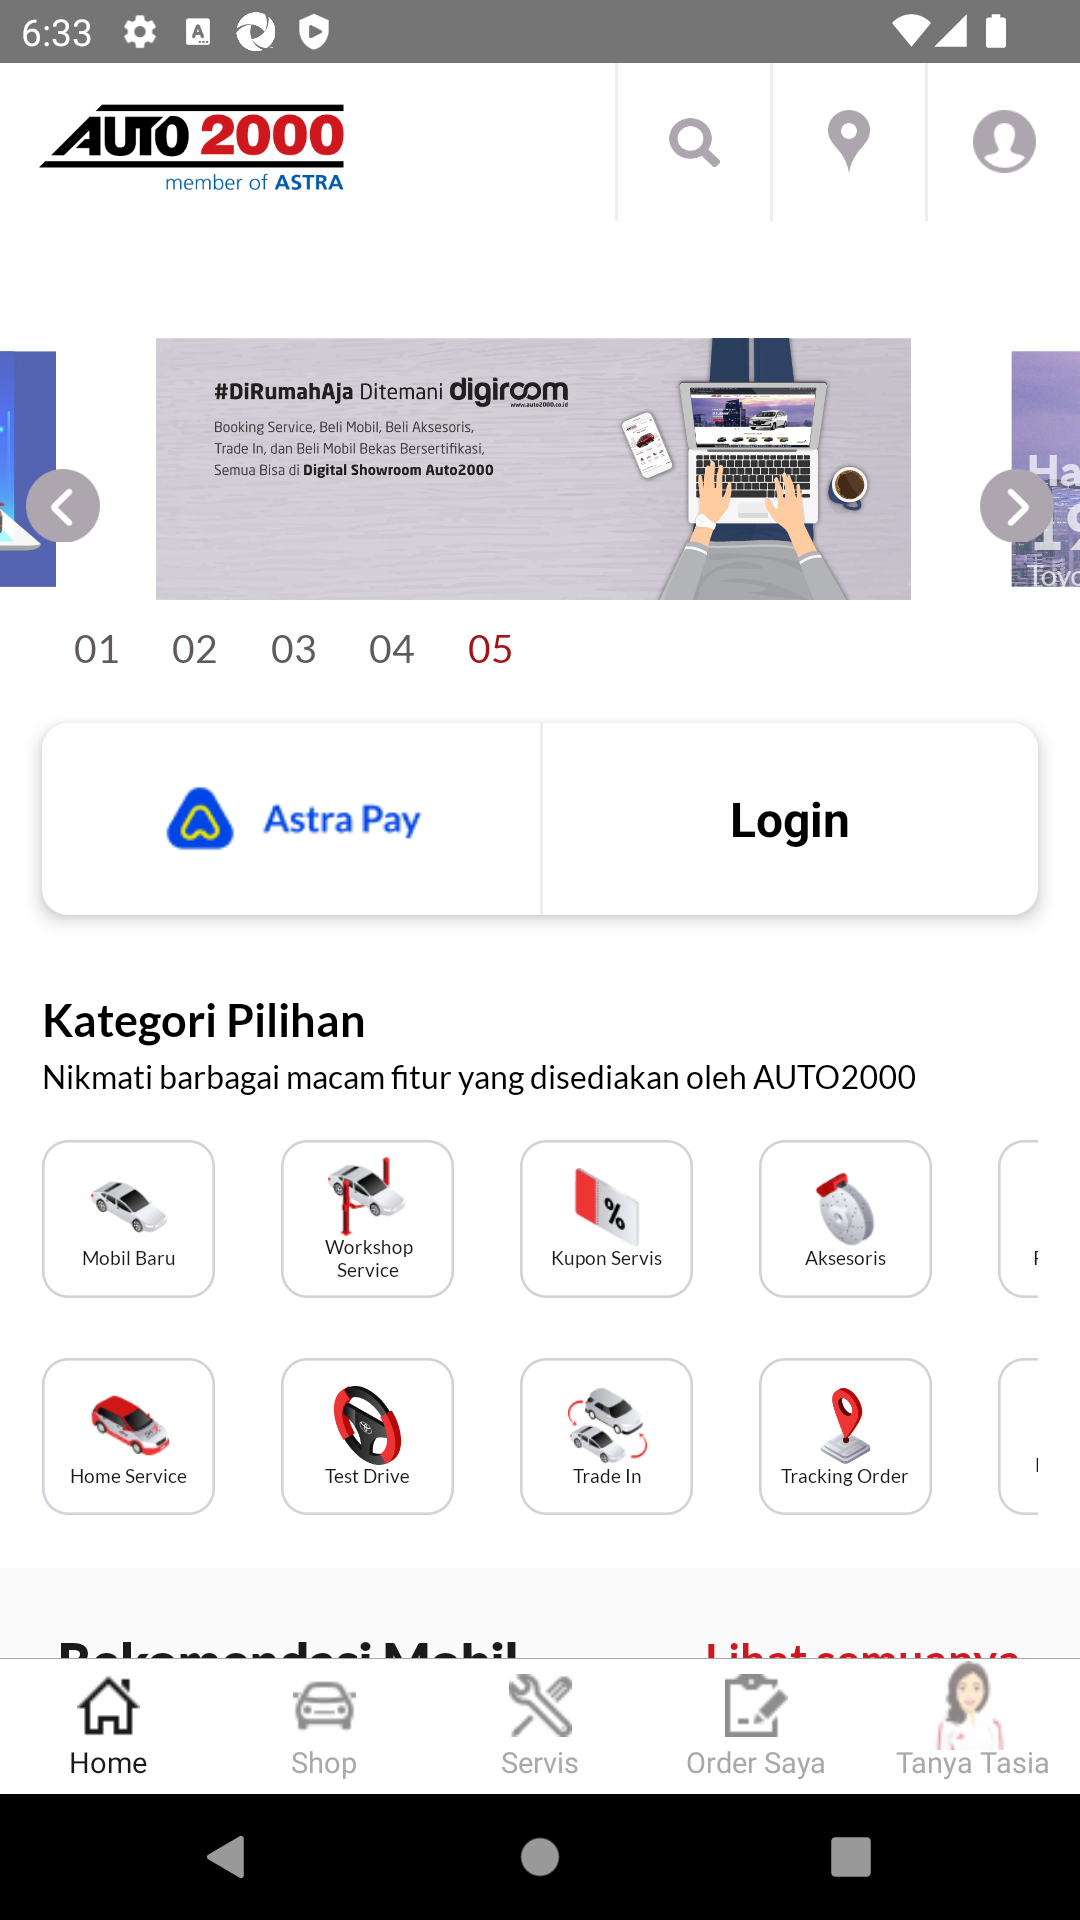 6:33
AUTO 2000
member of ASTRA
#DiRumahAja Ditemani digiroom
www.auto2000.co.id
Booking Service, Beli Mobil, Beli Aksesoris,
Trade In, dan Beli Mobil Bekas Bersertifikasi,
Semua Bisa di Digital Showroom Auto2000
Ha
Toyo
01 02 03 04 05
Astra Pay
Login
Kategori Pilihan
Nikmati barbagai macam fitur yang disediakan oleh AUTO2000
Mobil Baru
Workshop
Service
%
Kupon Servis
Aksesoris
Home Service
Test Drive
Trade In
Tracking Order
Rekomendasi Mobil
Lihat semuanya
Home
Shop
Servis
Order Saya
Tanya Tasia